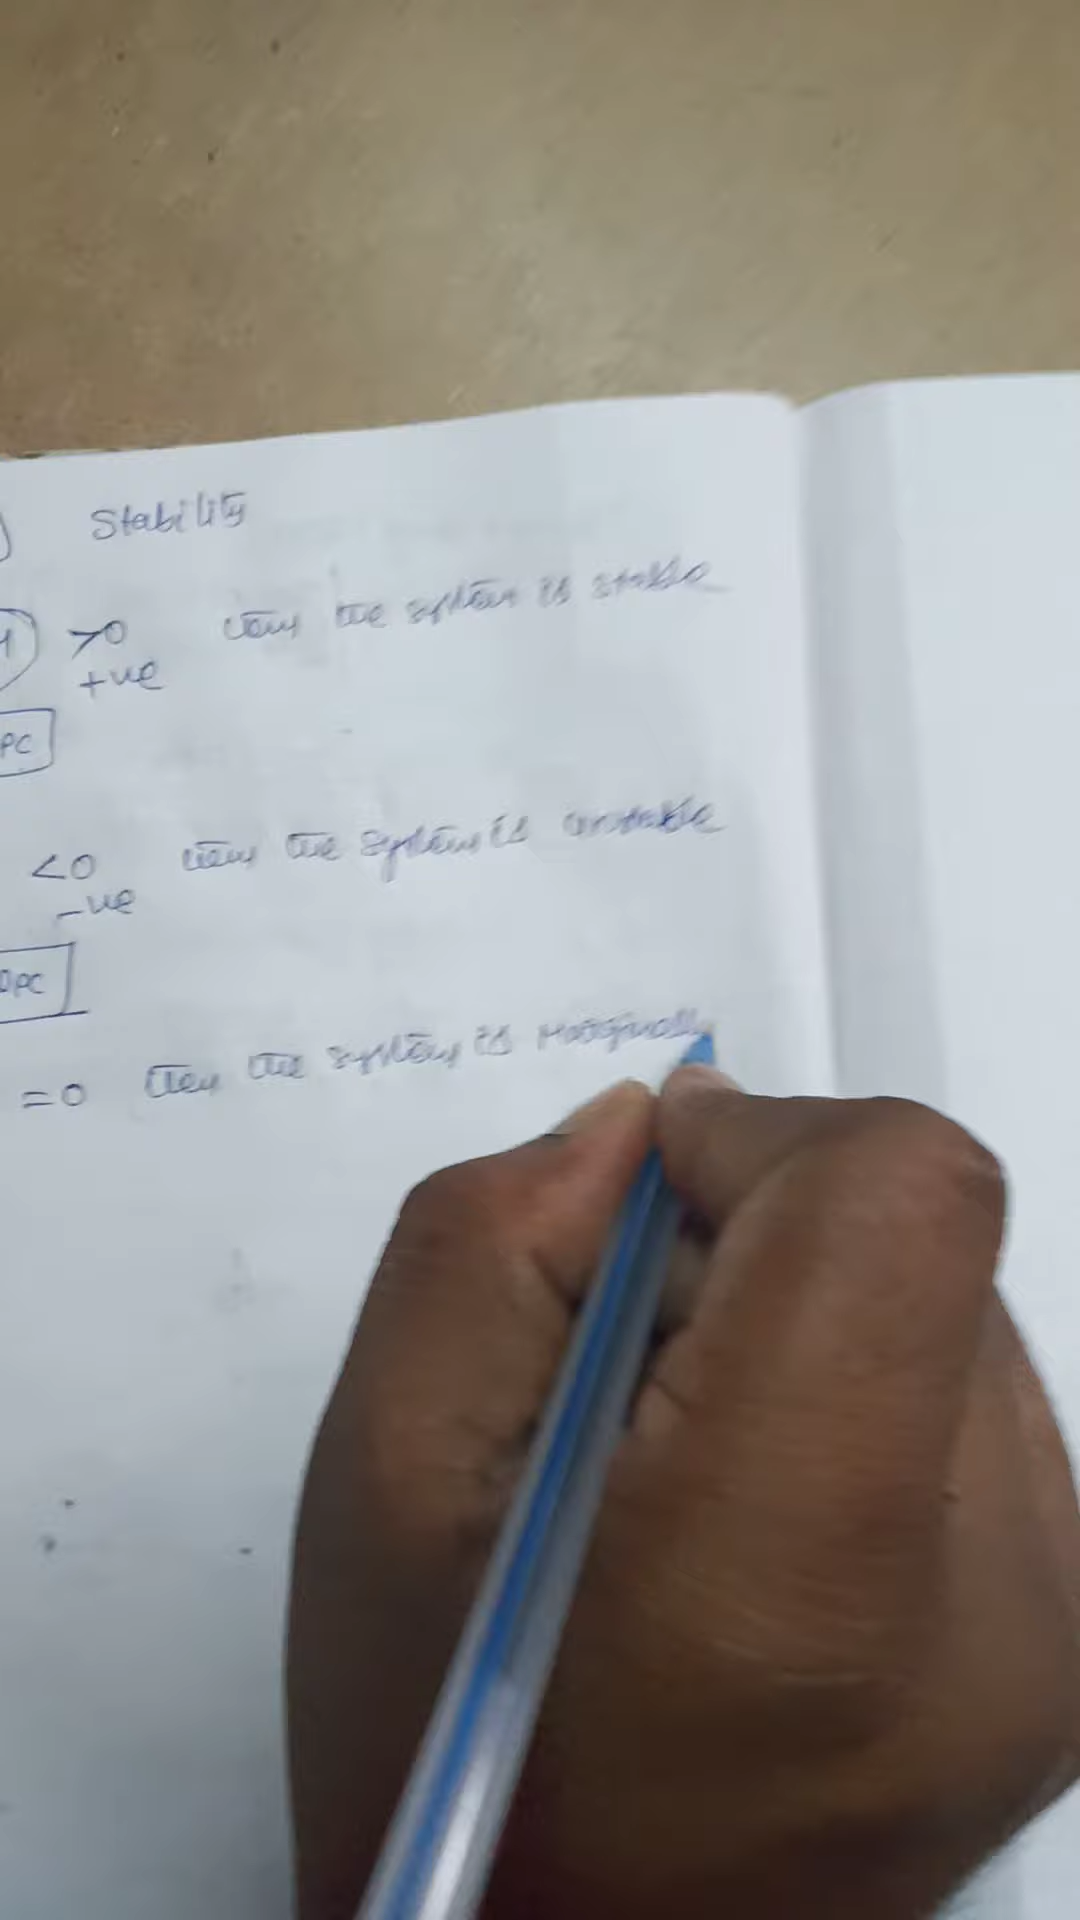 Stability
>0 then the system is stable
+ve
PC
<0 then the system is unstable
-ve
PC
=0 then the system is Marginally